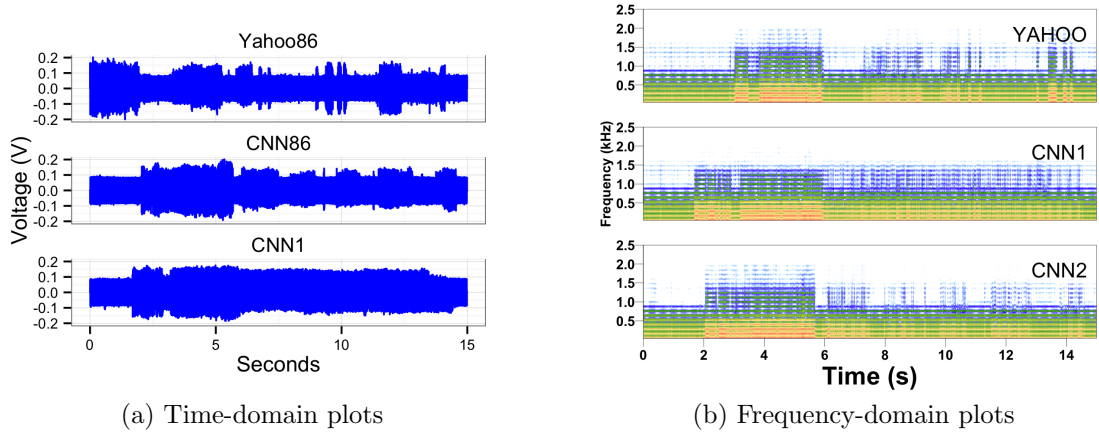 Yahoo86
0.2
0.1
0.0
-0.1
-0.2
CNN86
0.2
0.1
0.0
-0.1
-0.2
CNN1
0.2
0.1
0.0
-0.1
-0.2
Voltage (V)
0 5 10 15
Seconds
(a) Time-domain plots
2.5
2.0
1.5
1.0
0.5
YAHOO
2.5
2.0
1.5
1.0
0.5
CNN1
2.5
2.0
1.5
1.0
0.5
CNN2
Frequency (kHz)
0 2 4 6 8 10 12 14
Time (s)
(b) Frequency-domain plots